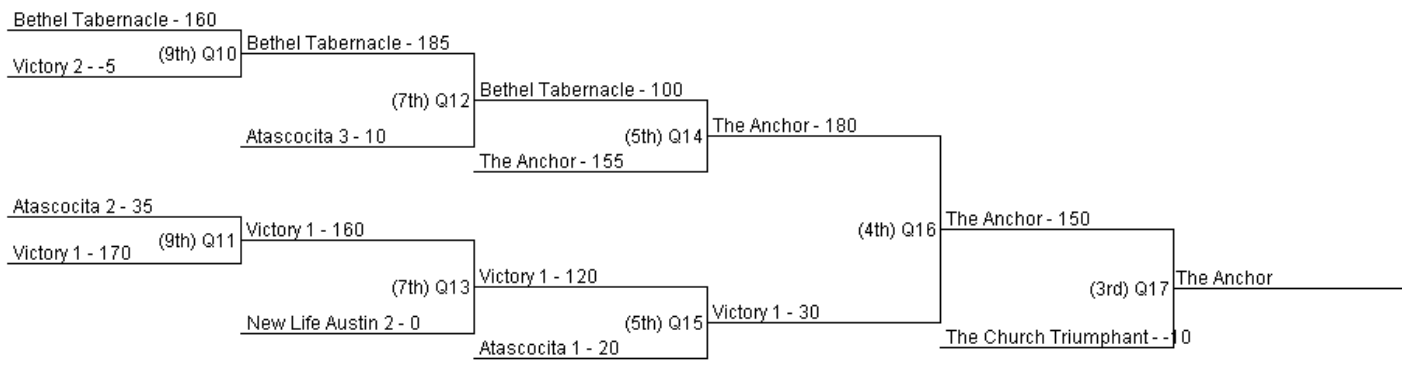 Bethel Tabernacle - 160
(9th) Q10
Victory 2 - -5
Bethel Tabernacle - 185
(7th) Q12
Atascocita 3 - 10
Bethel Tabernacle - 100
(5th) Q14
The Anchor - 155
The Anchor - 180
Atascocita 2 - 35
(9th) Q11
Victory 1 - 170
Victory 1 - 160
(7th) Q13
New Life Austin 2 - 0
Victory 1 - 120
(5th) Q15
Atascocita 1 - 20
Victory 1 - 30
(4th) Q16
The Anchor - 150
(3rd) Q17
The Church Triumphant - -10
The Anchor